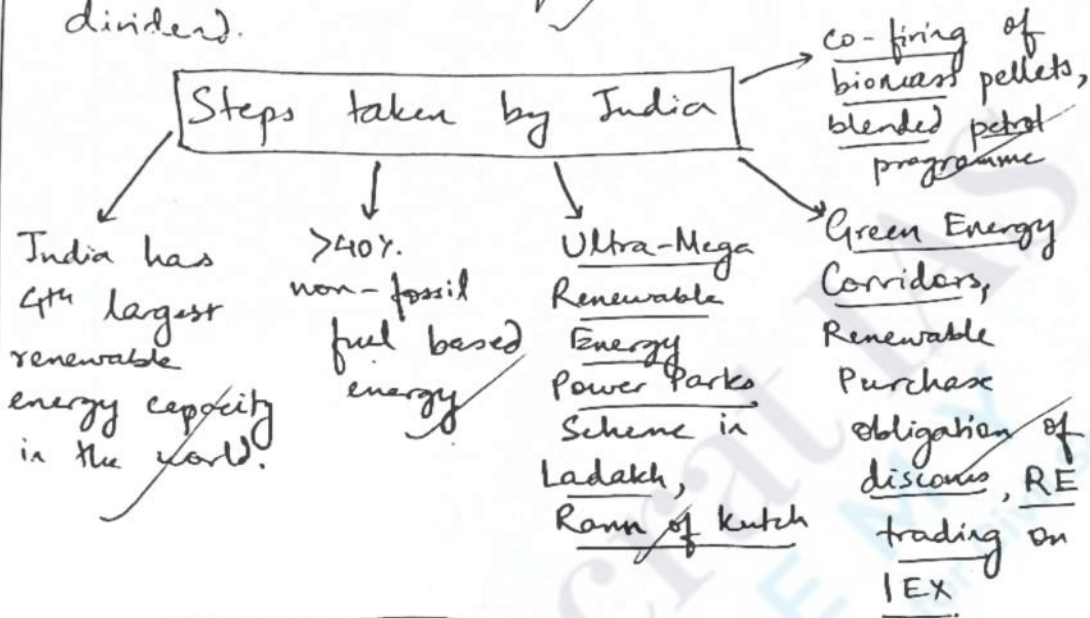 dividend.
Steps taken by India
co-firing of
biomass pellets,
blended petrol
programme
India has
4th largest
renewable
energy capacity
in the world.
>40%.
non-fossil
fuel based
energy
Ultra-Mega
Renewable
Energy
Power Parks
Scheme in
Ladakh,
Rann of Kutch
Green Energy
Corridors,
Renewable
Purchase
obligation of
discoms, RE
trading on
IEX.